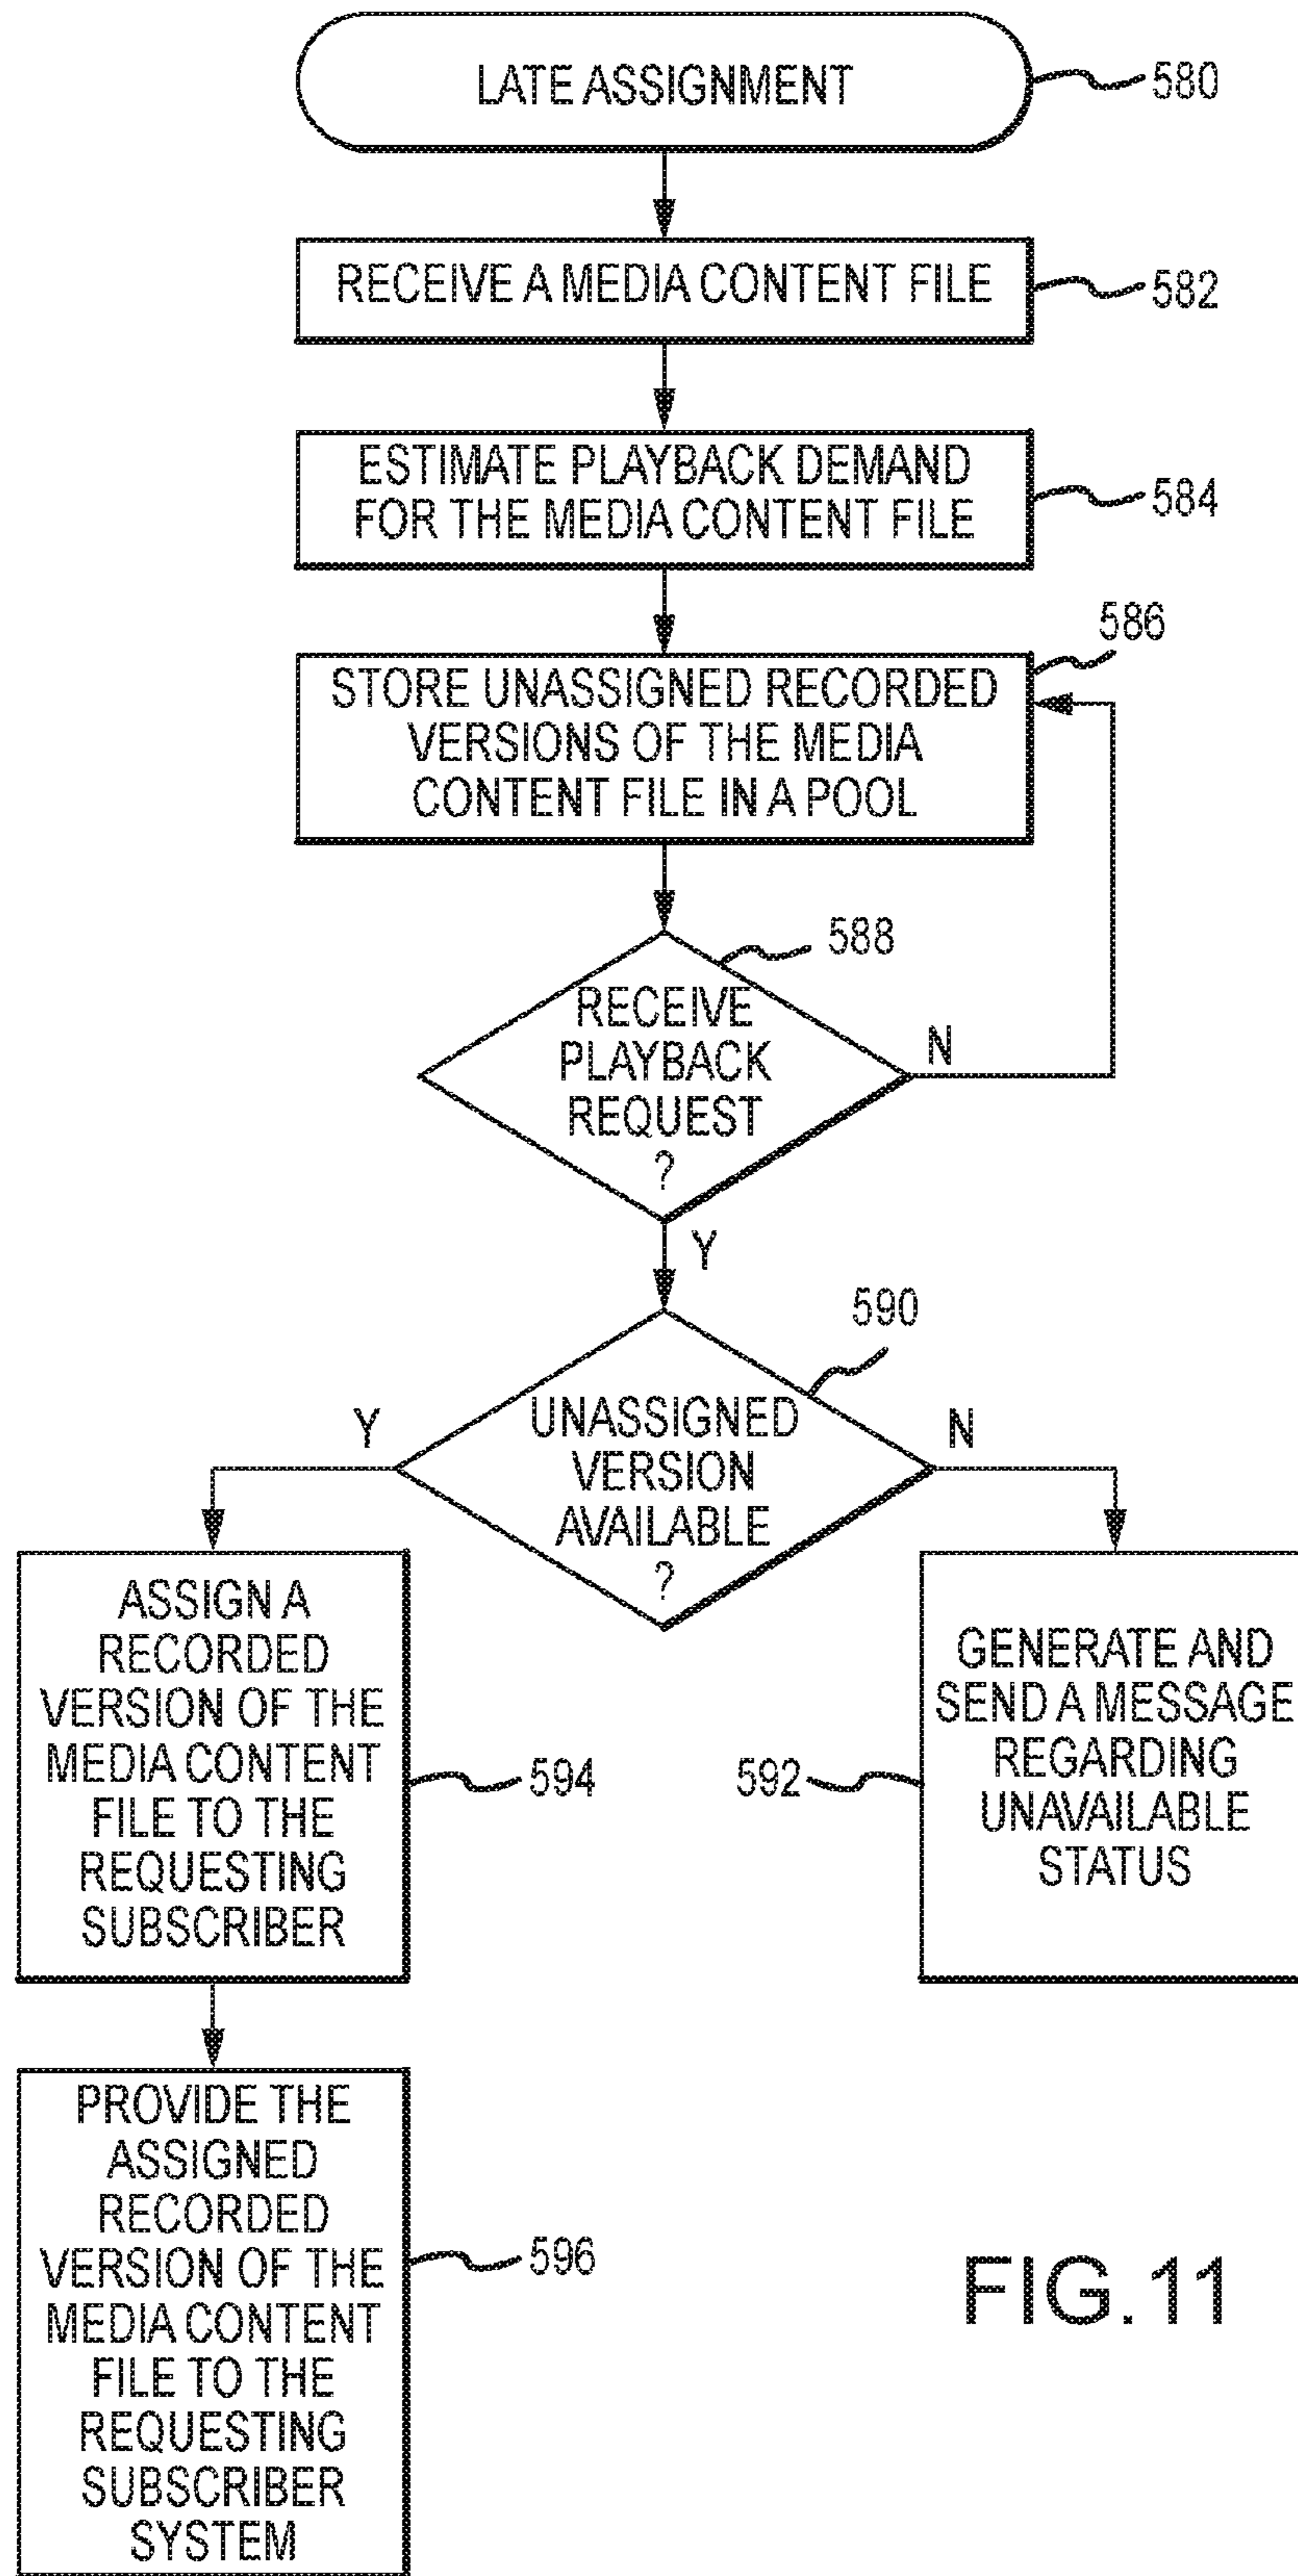 LATE ASSIGNMENT
580
RECEIVE A MEDIA CONTENT FILE
582
ESTIMATE PLAYBACK DEMAND
FOR THE MEDIA CONTENT FILE
584
586
STORE UNASSIGNED RECORDED
VERSIONS OF THE MEDIA
CONTENT FILE IN A POOL
588
RECEIVE
PLAYBACK
REQUEST
?
N
Y
590
UNASSIGNED
VERSION
AVAILABLE
?
Y
N
ASSIGN A
RECORDED
VERSION OF THE
MEDIA CONTENT
FILE TO THE
REQUESTING
SUBSCRIBER
594
592
GENERATE AND
SEND A MESSAGE
REGARDING
UNAVAILABLE
STATUS
PROVIDE THE
ASSIGNED
RECORDED
VERSION OF THE
MEDIA CONTENT
FILE TO THE
REQUESTING
SUBSCRIBER
SYSTEM
596
FIG. 11